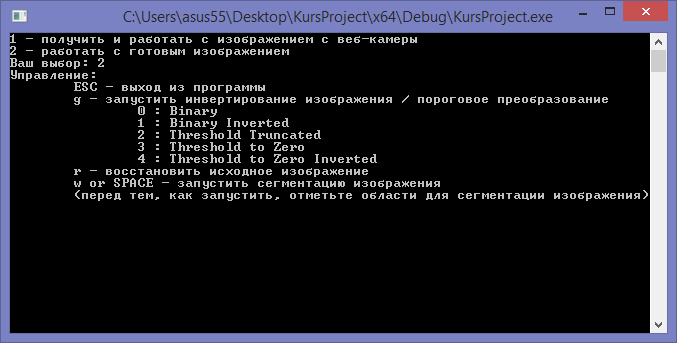 C:\Users\asus55\Desktop\KursProject\x64\Debug\KursProject.exe
1 - получить и работать с изображением с веб-камеры
2 - работать с готовым изображением
Ваш выбор: 2
Управление:
ESC - выход из программы
g - запустить инвертирование изображения / пороговое преобразование
0 : Binary
1 : Binary Inverted
2 : Threshold Truncated
3 : Threshold to Zero
4 : Threshold to Zero Inverted
r - восстановить исходное изображение
w or SPACE - запустить сегментацию изображения
(перед тем, как запустить, отметьте области для сегментации изображения)